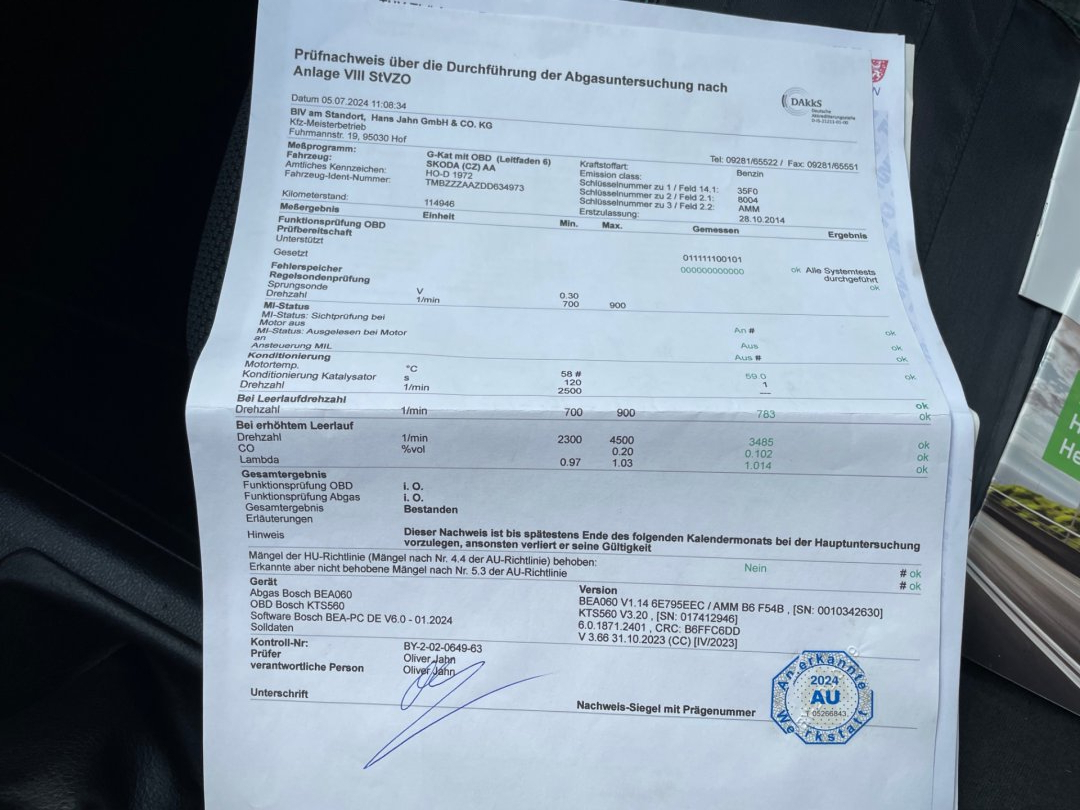 Prüfnachweis über die Durchführung der Abgasuntersuchung nach
Anlage VIII StVZO
DAkkS
Deutsche
Akkreditierungsstelle
Datum 05.07.2024 11:08:34
BIV am Standort, Hans Jahn GmbH & CO. KG
Kfz-Meisterbetrieb
Fuhrmannstr. 19, 95030 Hof
Tel: 09281/65522 / Fax: 09281/65551
Meßprogramm: G-Kat mit OBD (Leitfaden 6) Kraftstoffart: Benzin
Fahrzeug: SKODA (CZ) AA Emission class:
Amtliches Kennzeichen: HO-D 1972 Schlüsselnummer zu 1 / Feld 14.1: 35F0
Fahrzeug-Ident-Nummer: TMBZZZAAZDD634973 Schlüsselnummer zu 2 / Feld 2.1: 8004
Schlüsselnummer zu 3 / Feld 2.2: AMM
Kilometerstand: 114946 Erstzulassung: 28.10.2014
Meßergebnis Einheit Min. Max. Gemessen Ergebnis
Funktionsprüfung OBD
Prüfbereitschaft
Unterstützt 011111100101
Gesetzt 000000000000 ok Alle Systemtests
durchgeführt
Fehlerspeicher ok
Regelsondenprüfung
Sprungsonde V 0.30
Drehzahl 1/min 700 900
MI-Status
MI-Status: Sichtprüfung bei
Motor aus An # ok
MI-Status: Ausgelesen bei Motor
an Aus ok
Ansteuerung MIL Aus # ok
Konditionierung
Motortemp. °C 58 # 59.0 ok
Konditionierung Katalysator s 120 1
Drehzahl 1/min 2500 ---
Bei Leerlaufdrehzahl ok
Drehzahl 1/min 700 900 783 ok
Bei erhöhtem Leerlauf
Drehzahl 1/min 2300 4500 3485 ok
CO %vol 0.20 0.102 ok
Lambda 0.97 1.03 1.014 ok
Gesamtergebnis
Funktionsprüfung OBD i. O.
Funktionsprüfung Abgas i. O.
Gesamtergebnis Bestanden
Erläuterungen
Hinweis Dieser Nachweis ist bis spätestens Ende des folgenden Kalendermonats bei der Hauptuntersuchung
vorzulegen, ansonsten verliert er seine Gültigkeit
Mängel der HU-Richtlinie (Mängel nach Nr. 4.4 der AU-Richtlinie) behoben: Nein # ok
Erkannte aber nicht behobene Mängel nach Nr. 5.3 der AU-Richtlinie # ok
Gerät Version
Abgas Bosch BEA060 BEA060 V1.14 6E795EEC / AMM B6 F54B , [SN: 0010342630]
OBD Bosch KTS560 KTS560 V3.20 , [SN: 017412946]
Software Bosch BEA-PC DE V6.0 - 01.2024 6.0.1871.2401 , CRC: B6FFC6DD
Solldaten V 3.66 31.10.2023 (CC) [IV/2023]
Kontroll-Nr: BY-2-02-0649-63
Prüfer Oliver Jahn
verantwortliche Person Oliver Jahn
Unterschrift
Nachweis-Siegel mit Prägenummer
Anerkannte
2024
AU
05266843
Werkstatt